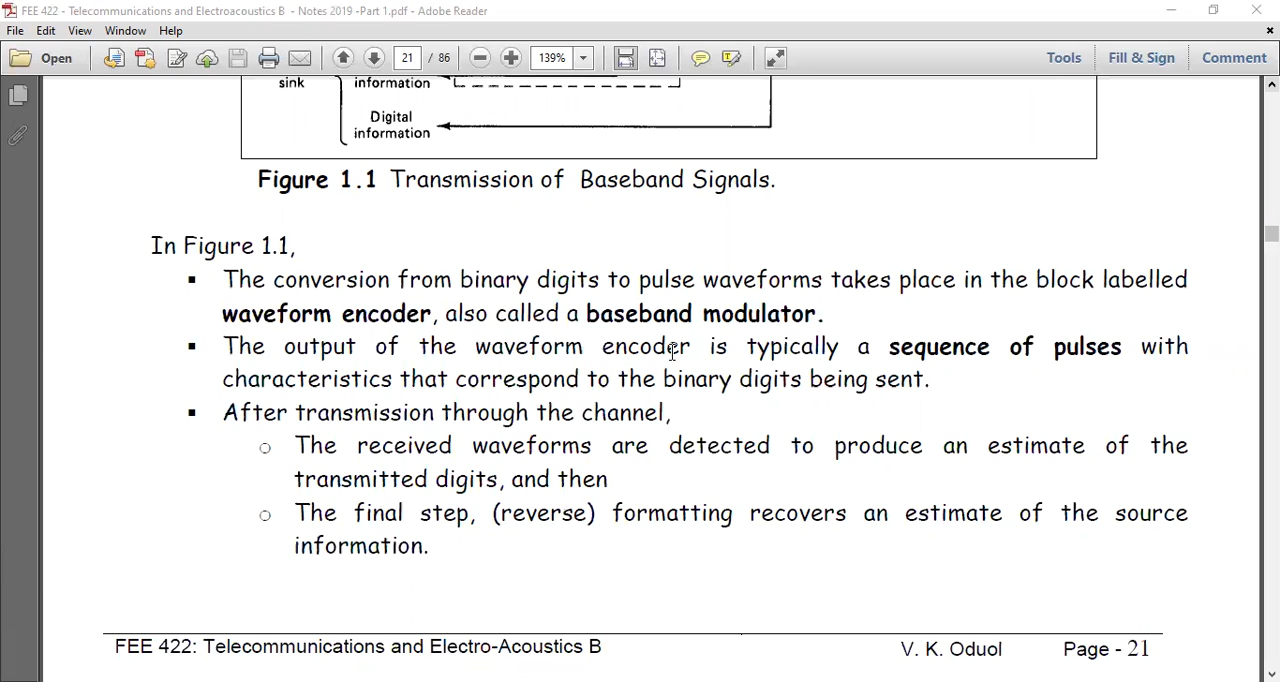 FEE 422 - Telecommunications and Electroacoustics B - Notes 2019 -Part 1.pdf - Adobe Reader
File Edit View Window Help
Open 21 / 86 139% Tools Fill & Sign Comment
sink information
Digital
information
Figure 1.1 Transmission of Baseband Signals.
In Figure 1.1,
▪ The conversion from binary digits to pulse waveforms takes place in the block labelled
waveform encoder, also called a baseband modulator.
▪ The output of the waveform encoder is typically a sequence of pulses with
characteristics that correspond to the binary digits being sent.
▪ After transmission through the channel,
o The received waveforms are detected to produce an estimate of the
transmitted digits, and then
o The final step, (reverse) formatting recovers an estimate of the source
information.
FEE 422: Telecommunications and Electro-Acoustics B V. K. Oduol Page - 21